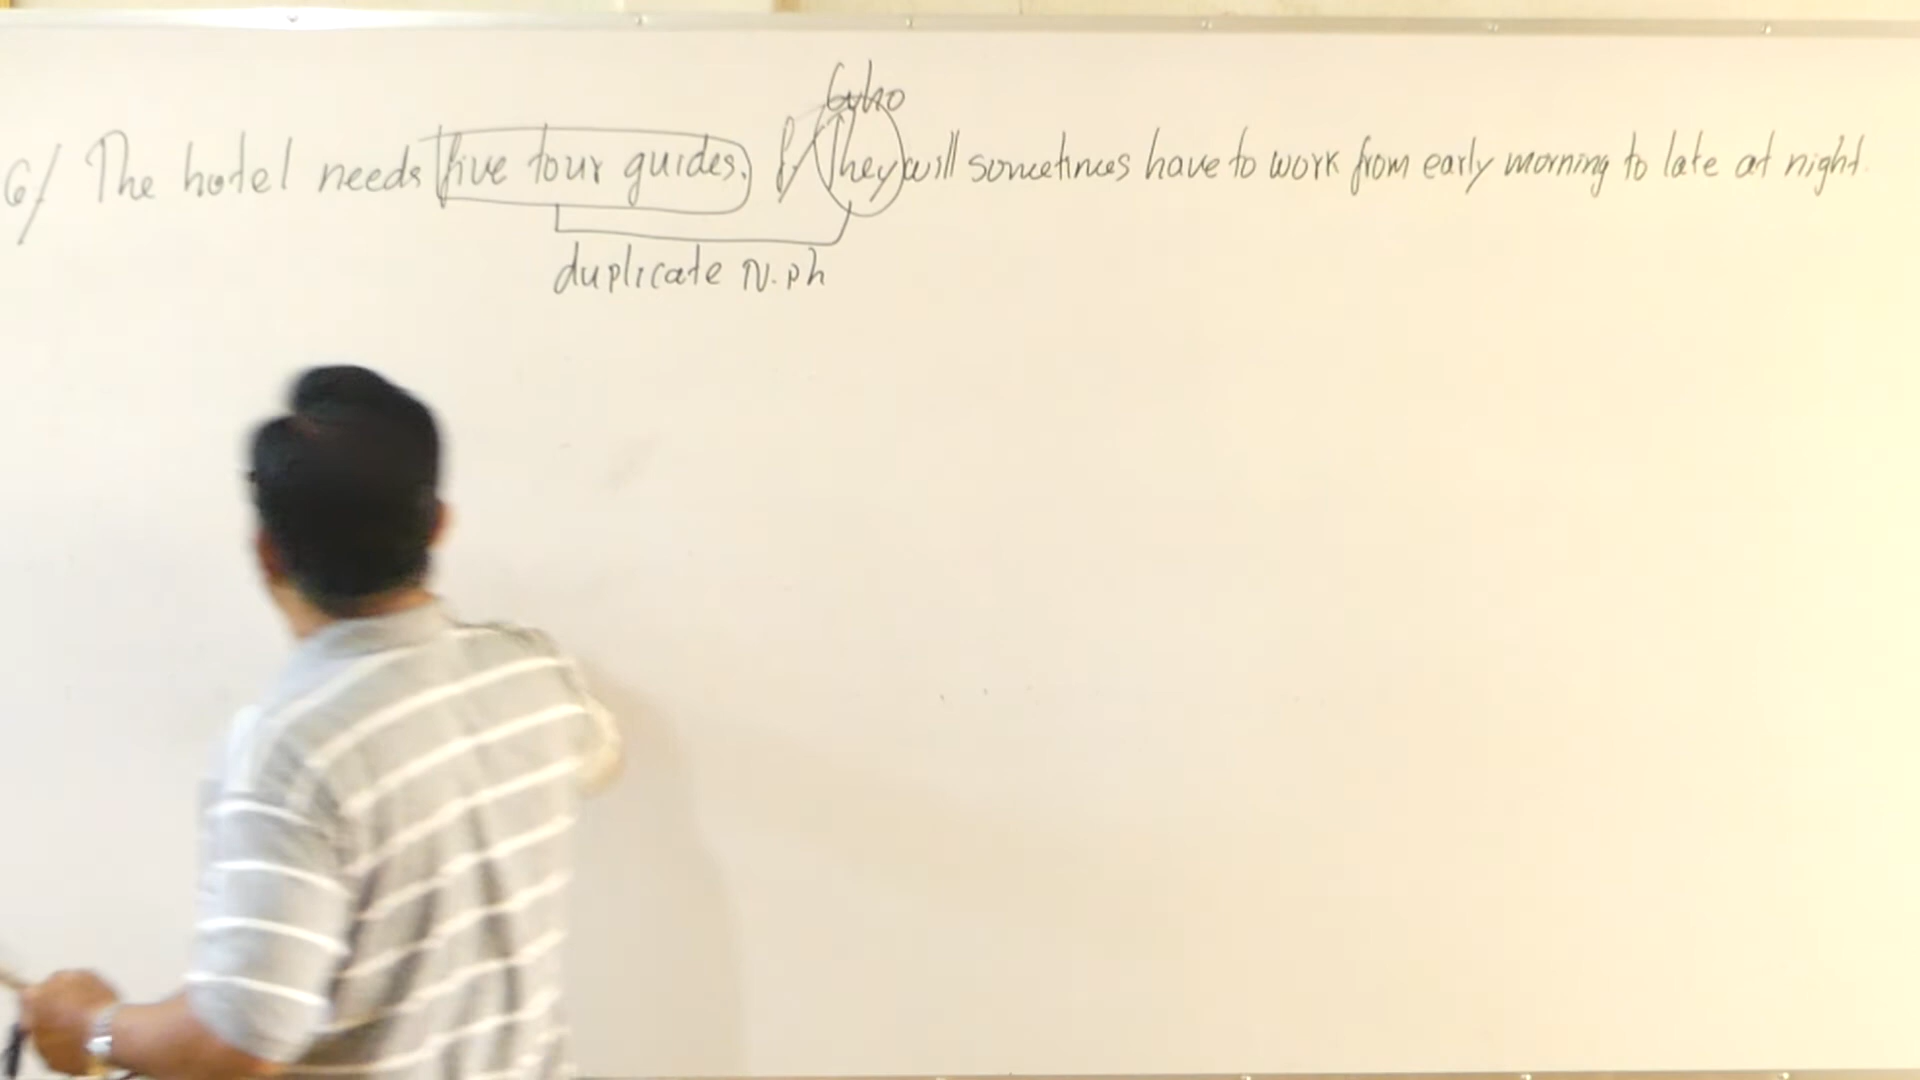 who
6/ The hotel needs five tour guides. They will sometimes have to work from early morning to late at night.
duplicate N.ph